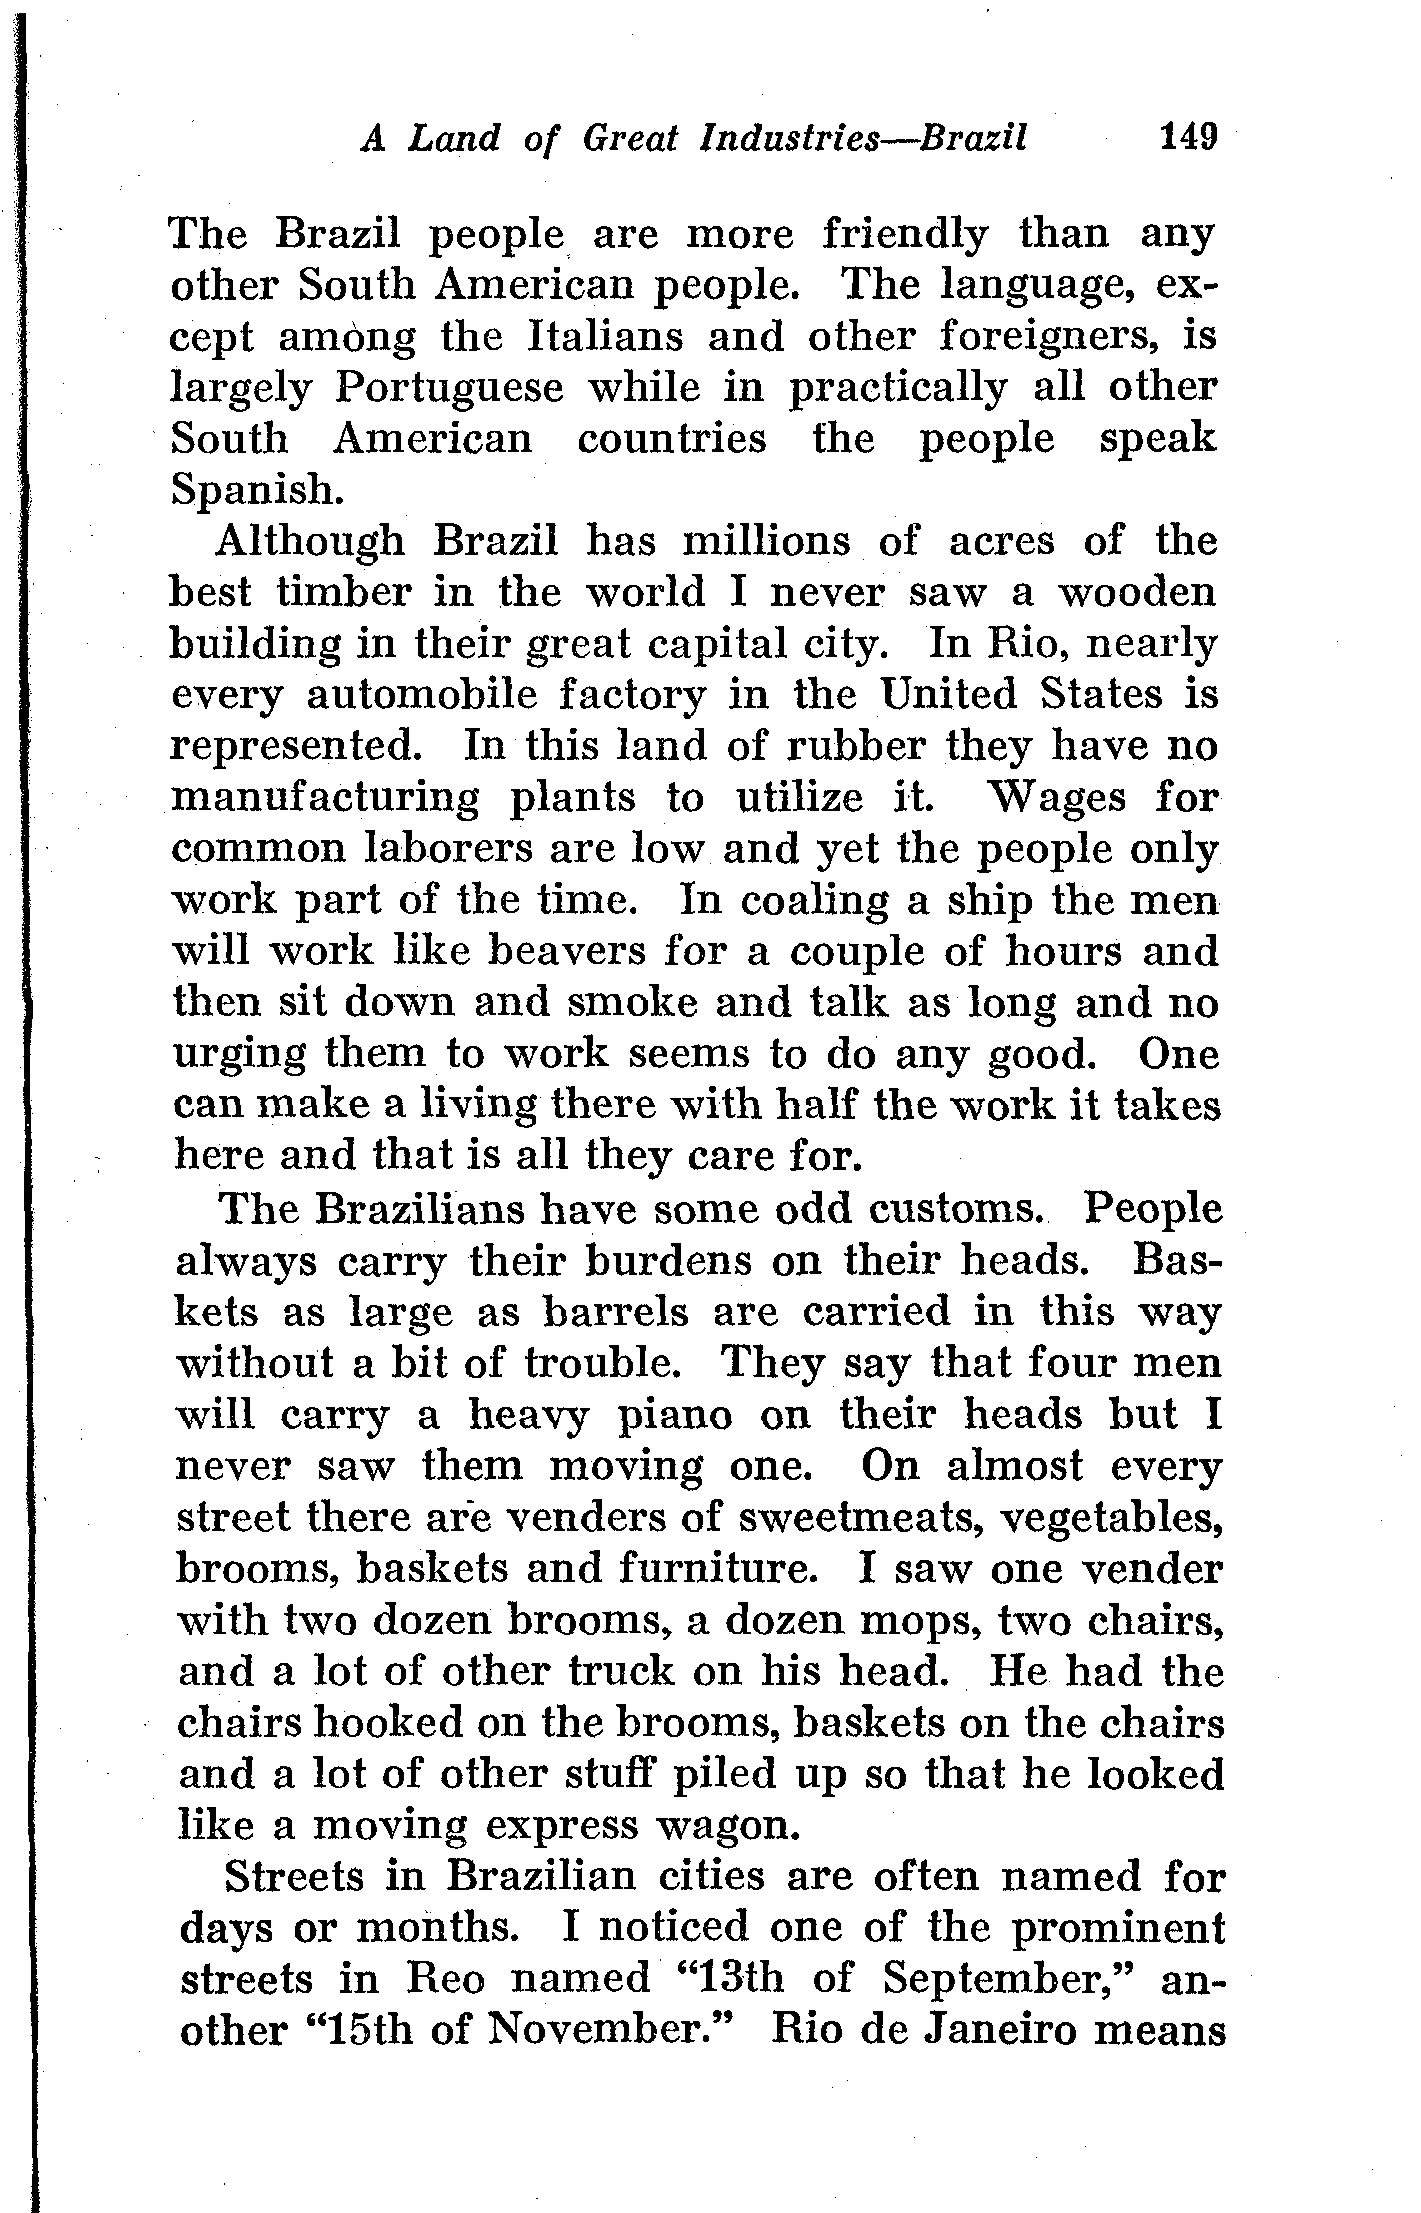 A Land of Great Industries—Brazil 149
The Brazil people are more friendly than any
other South American people. The language, ex-
cept among the Italians and other foreigners, is
largely Portuguese while in practically all other
South American countries the people speak
Spanish.
Although Brazil has millions of acres of the
best timber in the world I never saw a wooden
building in their great capital city. In Rio, nearly
every automobile factory in the United States is
represented. In this land of rubber they have no
manufacturing plants to utilize it. Wages for
common laborers are low and yet the people only
work part of the time. In coaling a ship the men
will work like beavers for a couple of hours and
then sit down and smoke and talk as long and no
urging them to work seems to do any good. One
can make a living there with half the work it takes
here and that is all they care for.
The Brazilians have some odd customs. People
always carry their burdens on their heads. Bas-
kets as large as barrels are carried in this way
without a bit of trouble. They say that four men
will carry a heavy piano on their heads but I
never saw them moving one. On almost every
street there are venders of sweetmeats, vegetables,
brooms, baskets and furniture. I saw one vender
with two dozen brooms, a dozen mops, two chairs,
and a lot of other truck on his head. He had the
chairs hooked on the brooms, baskets on the chairs
and a lot of other stuff piled up so that he looked
like a moving express wagon.
Streets in Brazilian cities are often named for
days or months. I noticed one of the prominent
streets in Reo named “13th of September,” an-
other “15th of November.” Rio de Janeiro means